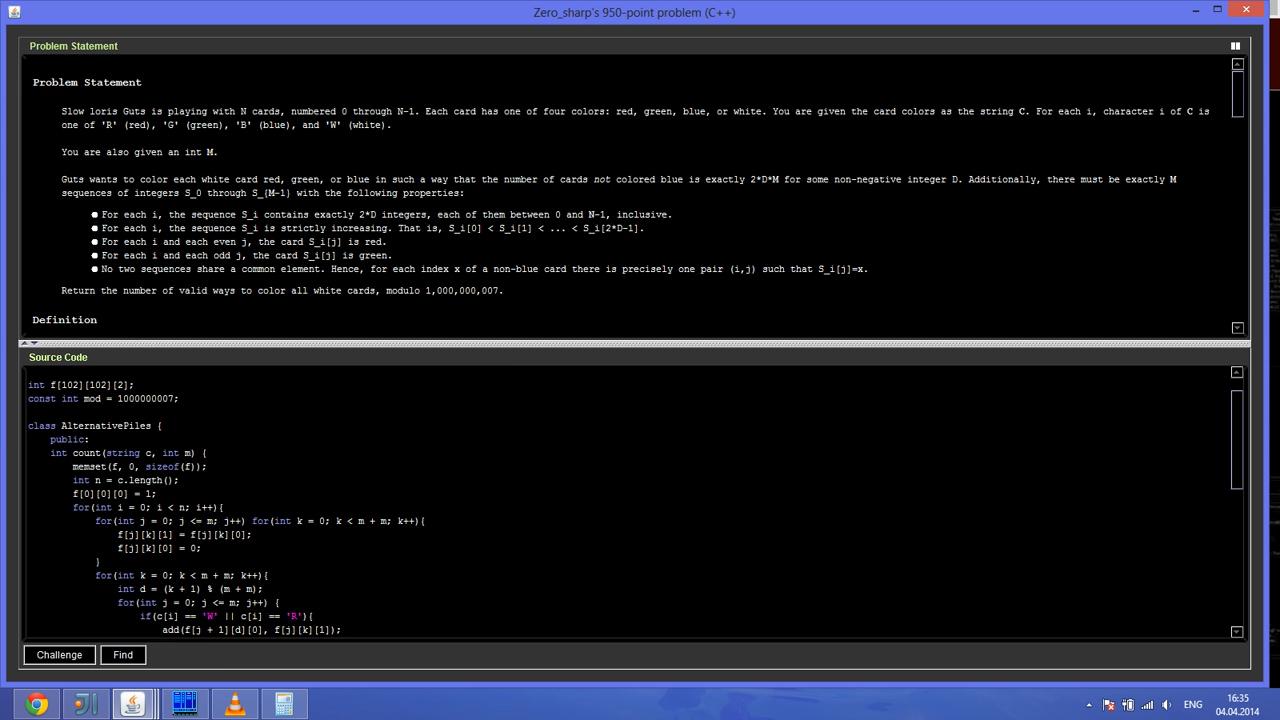 Zero_sharp's 950-point problem (C++)
Problem Statement
Problem Statement
Slow loris Guts is playing with N cards, numbered 0 through N-1. Each card has one of four colors: red, green, blue, or white. You are given the card colors as the string C. For each i, character i of C is
one of 'R' (red), 'G' (green), 'B' (blue), and 'W' (white).
You are also given an int M.
Guts wants to color each white card red, green, or blue in such a way that the number of cards not colored blue is exactly 2*D*M for some non-negative integer D. Additionally, there must be exactly M
sequences of integers S_0 through S_{M-1} with the following properties:
● For each i, the sequence S_i contains exactly 2*D integers, each of them between 0 and N-1, inclusive.
● For each i, the sequence S_i is strictly increasing. That is, S_i[0] < S_i[1] < ... < S_i[2*D-1].
● For each i and each even j, the card S_i[j] is red.
● For each i and each odd j, the card S_i[j] is green.
● No two sequences share a common element. Hence, for each index x of a non-blue card there is precisely one pair (i,j) such that S_i[j]=x.
Return the number of valid ways to color all white cards, modulo 1,000,000,007.
Definition
Source Code
int f[102][102][2];
const int mod = 1000000007;
class AlternativePiles {
public:
int count(string c, int m) {
memset(f, 0, sizeof(f));
int n = c.length();
f[0][0][0] = 1;
for(int i = 0; i < n; i++){
for(int j = 0; j <= m; j++) for(int k = 0; k < m + m; k++){
f[j][k][1] = f[j][k][0];
f[j][k][0] = 0;
}
for(int k = 0; k < m + m; k++){
int d = (k + 1) % (m + m);
for(int j = 0; j <= m; j++) {
if(c[i] == 'W' || c[i] == 'R'){
add(f[j + 1][d][0], f[j][k][1]);
Challenge
Find
ENG
16:35
04.04.2014